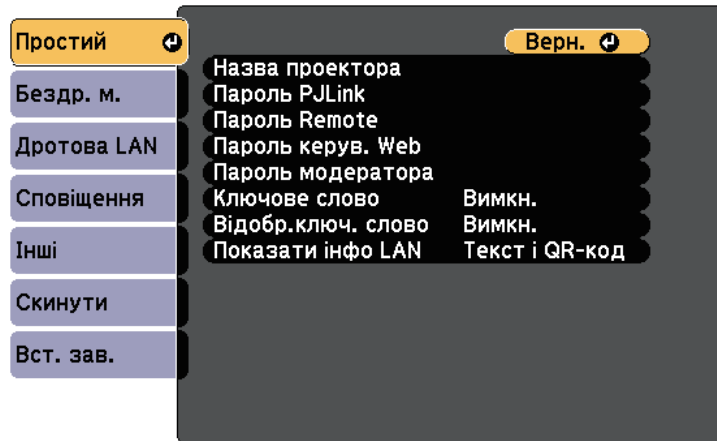 Простий
Бездр. м.
Дротова LAN
Сповіщення
Інші
Скинути
Вст. зав.
Верн.
Назва проектора
Пароль PJLink
Пароль Remote
Пароль керув. Web
Пароль модератора
Ключове слово Вимкн.
Відобр.ключ. слово Вимкн.
Показати інфо LAN Текст і QR-код